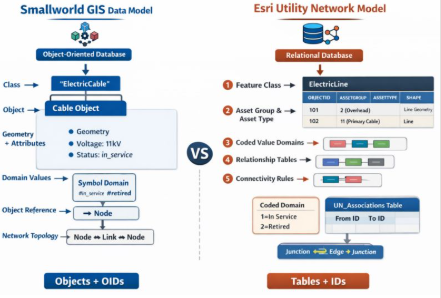 Smallworld GIS Data Model
Object-Oriented Database
Class
"ElectricCable"
Object
Cable Object
Geometry
+ Attributes
• Geometry
• Voltage: 11kV
• Status: in_service
Domain Values
Symbol Domain
#in_service #retired
Object Reference
→ Node
Network Topology
Node ⇔ Link ⇔ Node
Objects + OIDs
VS
Esri Utility Network Model
Relational Database
1 Feature Class
ElectricLine
OBJECTID ASSETGROUP ASSETTYPE SHAPE
2 Asset Group &
Asset Type
101 2 (Overhead) Line Geometry
102 11 (Primary Cable) Line
3 Coded Value Domains
4 Relationship Tables
5 Connectivity Rules
Coded Domain
1=In Service
2=Retired
UN_Associations Table
From ID To ID
Junction Edge → Junction
Tables + IDs